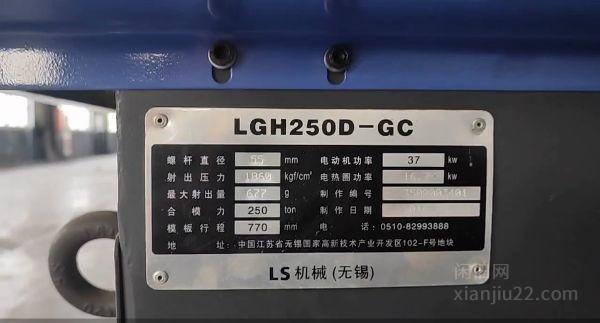 LGH250D-GC
螺杆直径 55 mm 电动机功率 37 kw
射出压力 1860 kgf/cm² 电热圈功率 kw
最大射出量 677 g 制作编号
合模力 250 ton 制作日期
模板行程 770 mm 电话:0510-82993888
地址:中国江苏省无锡国家高新技术产业开发区102-F号地块
LS机械(无锡)
闲旧网
xianjiu22.com